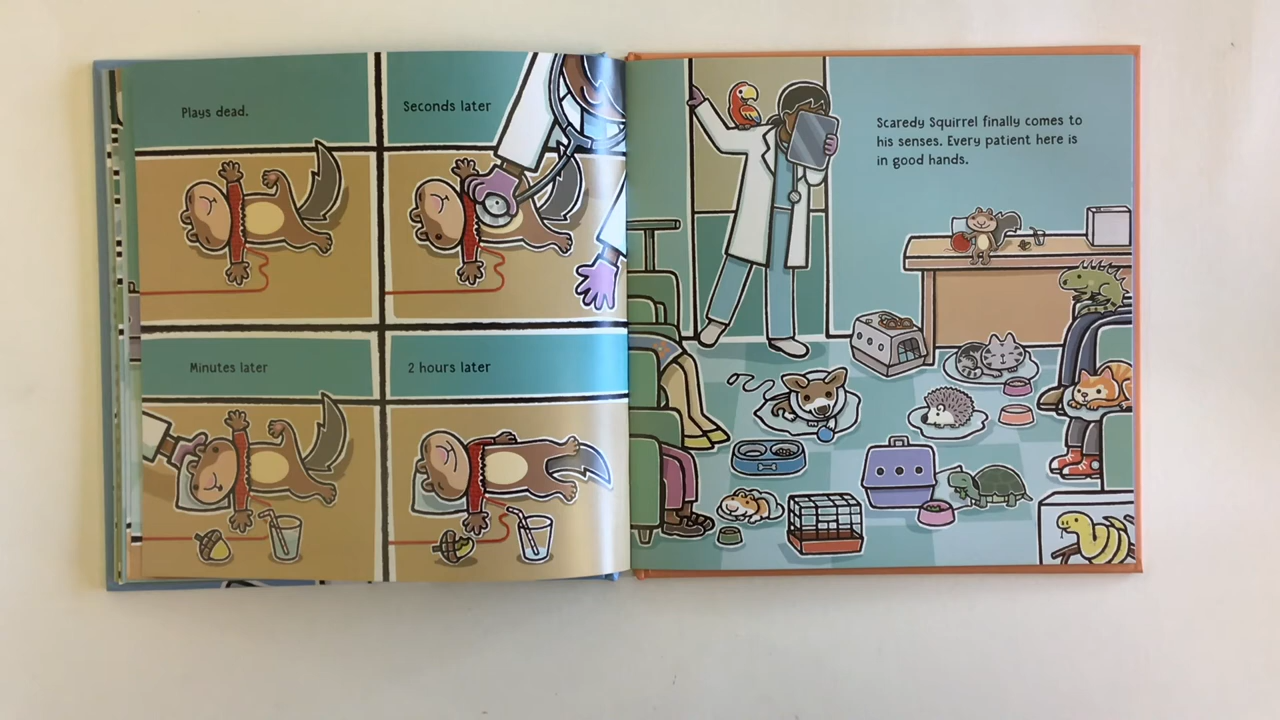 Plays dead.
Seconds later
Minutes later
2 hours later
Scaredy Squirrel finally comes to
his senses. Every patient here is
in good hands.